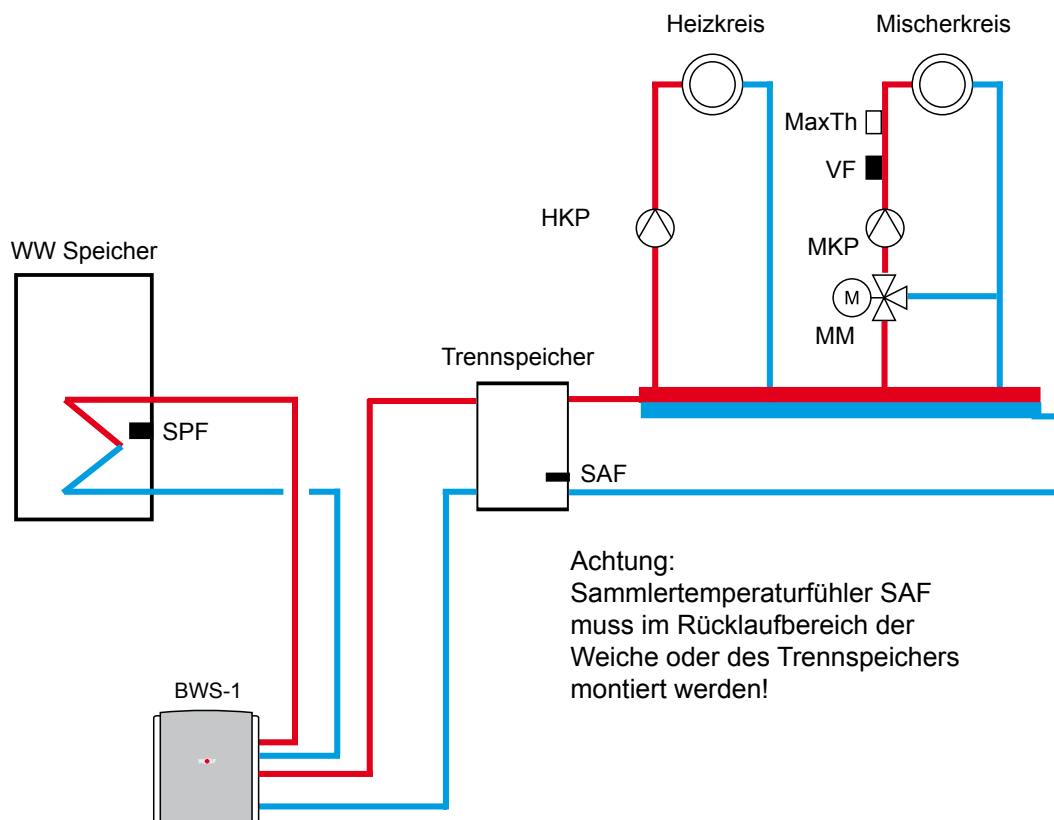 Heizkreis
Mischerkreis
MaxTh
VF
HKP
MKP
WW Speicher
M
MM
Trennspeicher
SPF
SAF
Achtung:
Sammlertemperaturfühler SAF
muss im Rücklaufbereich der
Weiche oder des Trennspeichers
montiert werden!
BWS-1